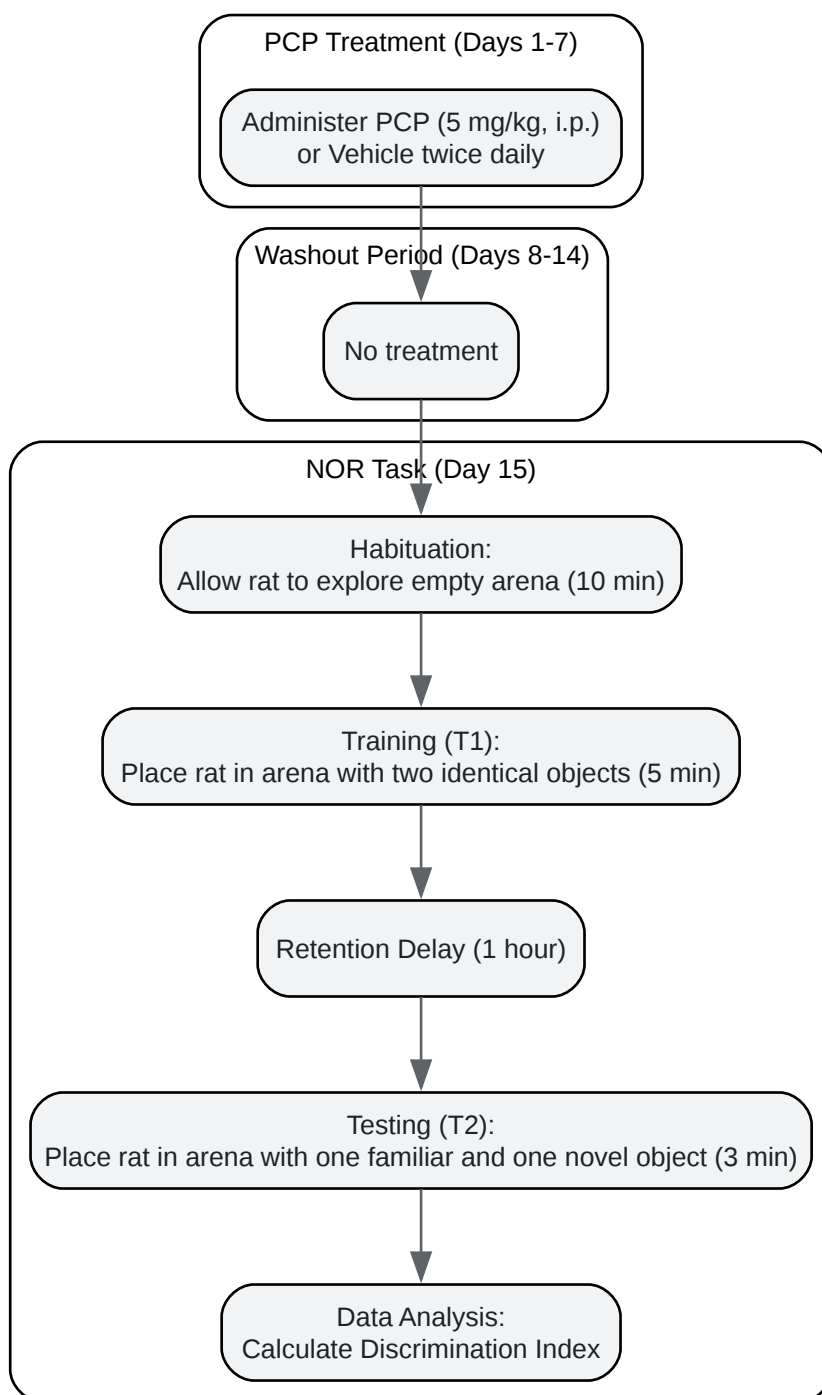 PCP Treatment (Days 1-7)
Administer PCP (5 mg/kg, i.p.)
or Vehicle twice daily
Washout Period (Days 8-14)
No treatment
NOR Task (Day 15)
Habituation:
Allow rat to explore empty arena (10 min)
Training (T1):
Place rat in arena with two identical objects (5 min)
Retention Delay (1 hour)
Testing (T2):
Place rat in arena with one familiar and one novel object (3 min)
Data Analysis:
Calculate Discrimination Index